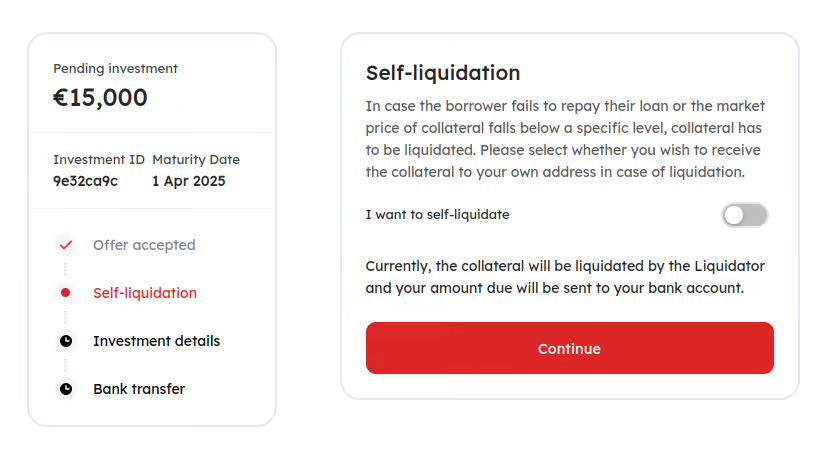 Pending investment
€15,000
Investment ID
9e32ca9c
Maturity Date
1 Apr 2025
Offer accepted
Self-liquidation
Investment details
Bank transfer
Self-liquidation
In case the borrower fails to repay their loan or the market
price of collateral falls below a specific level, collateral has
to be liquidated. Please select whether you wish to receive
the collateral to your own address in case of liquidation.
I want to self-liquidate
Currently, the collateral will be liquidated by the Liquidator
and your amount due will be sent to your bank account.
Continue